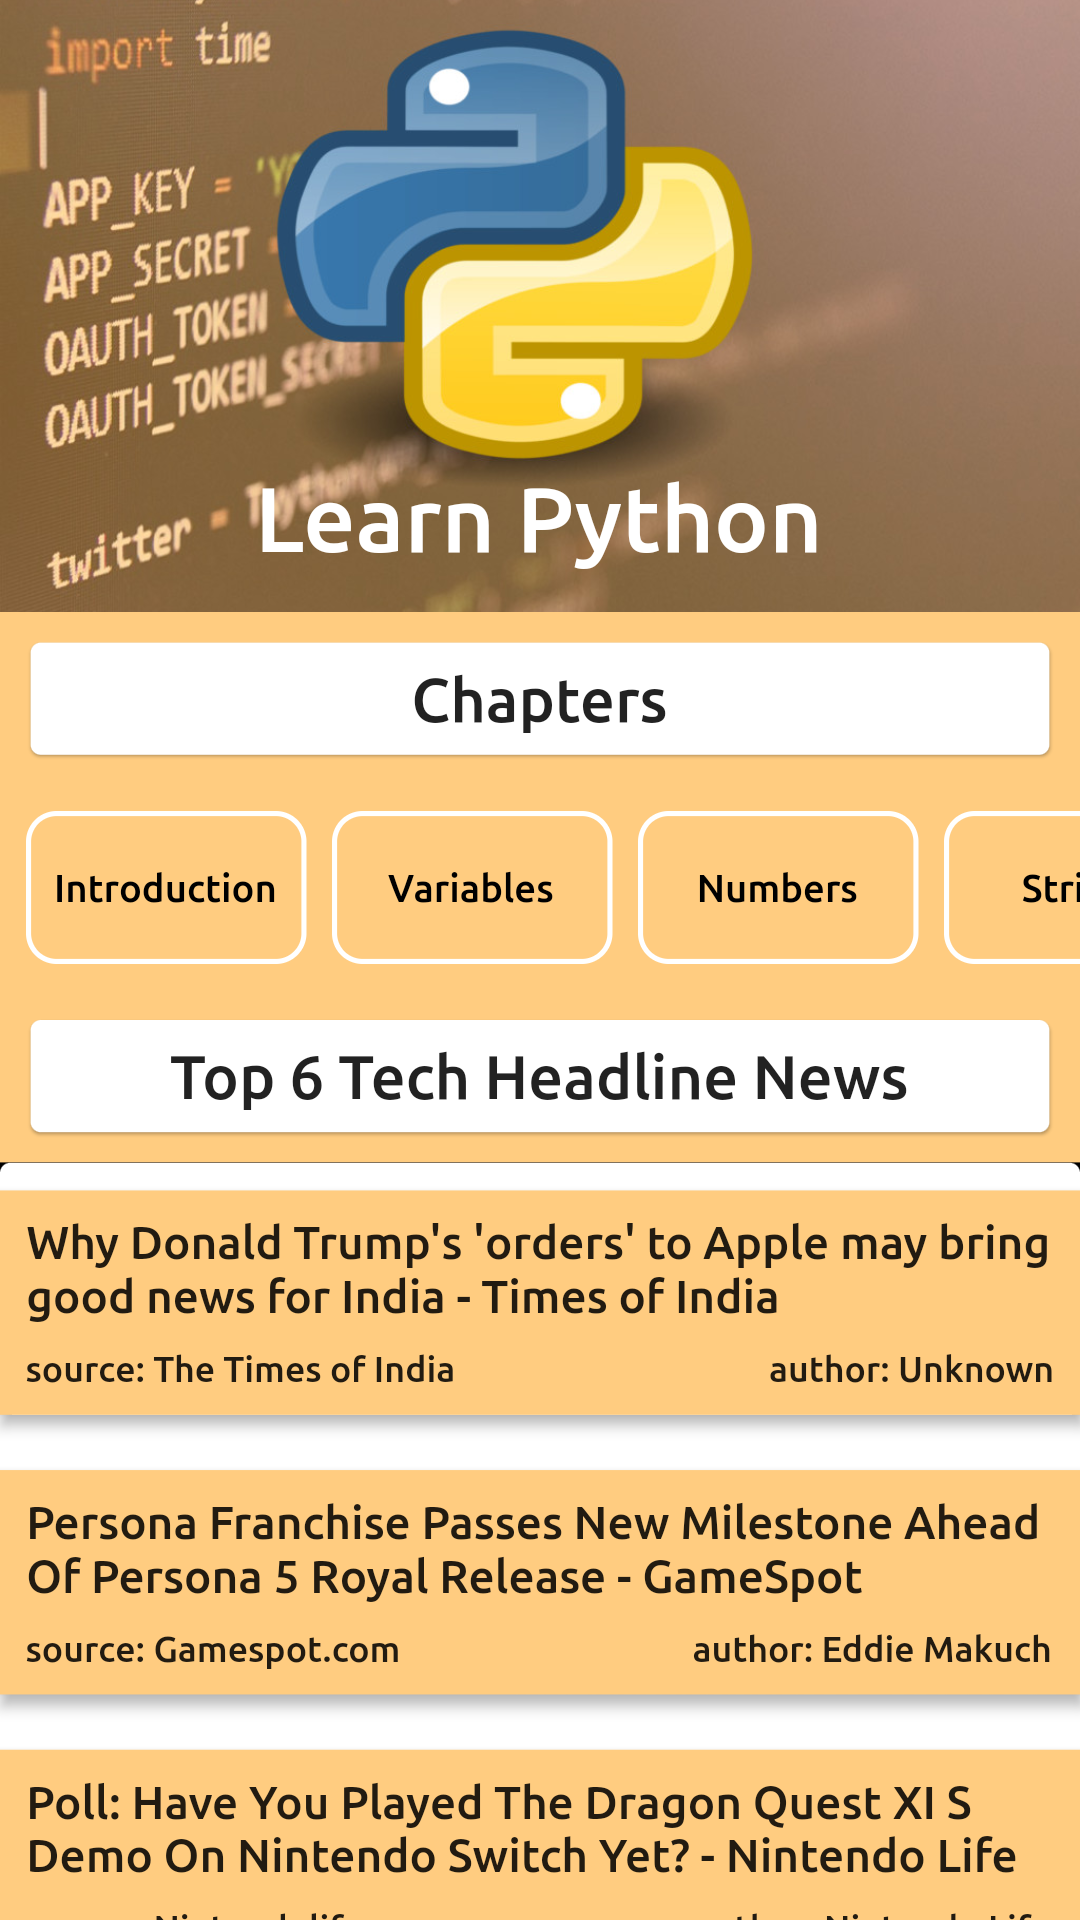 import time
APP_KEY = 'Y
APP_SECRET
OAUTH_TOKEN
OAUTH_TOKEN_SECRET
twitter = Twython(
Learn Python
Chapters
Introduction
Variables
Numbers
Stri
Top 6 Tech Headline News
Why Donald Trump's 'orders' to Apple may bring
good news for India - Times of India
source: The Times of India
author: Unknown
Persona Franchise Passes New Milestone Ahead
Of Persona 5 Royal Release - GameSpot
source: Gamespot.com
author: Eddie Makuch
Poll: Have You Played The Dragon Quest XI S
Demo On Nintendo Switch Yet? - Nintendo Life